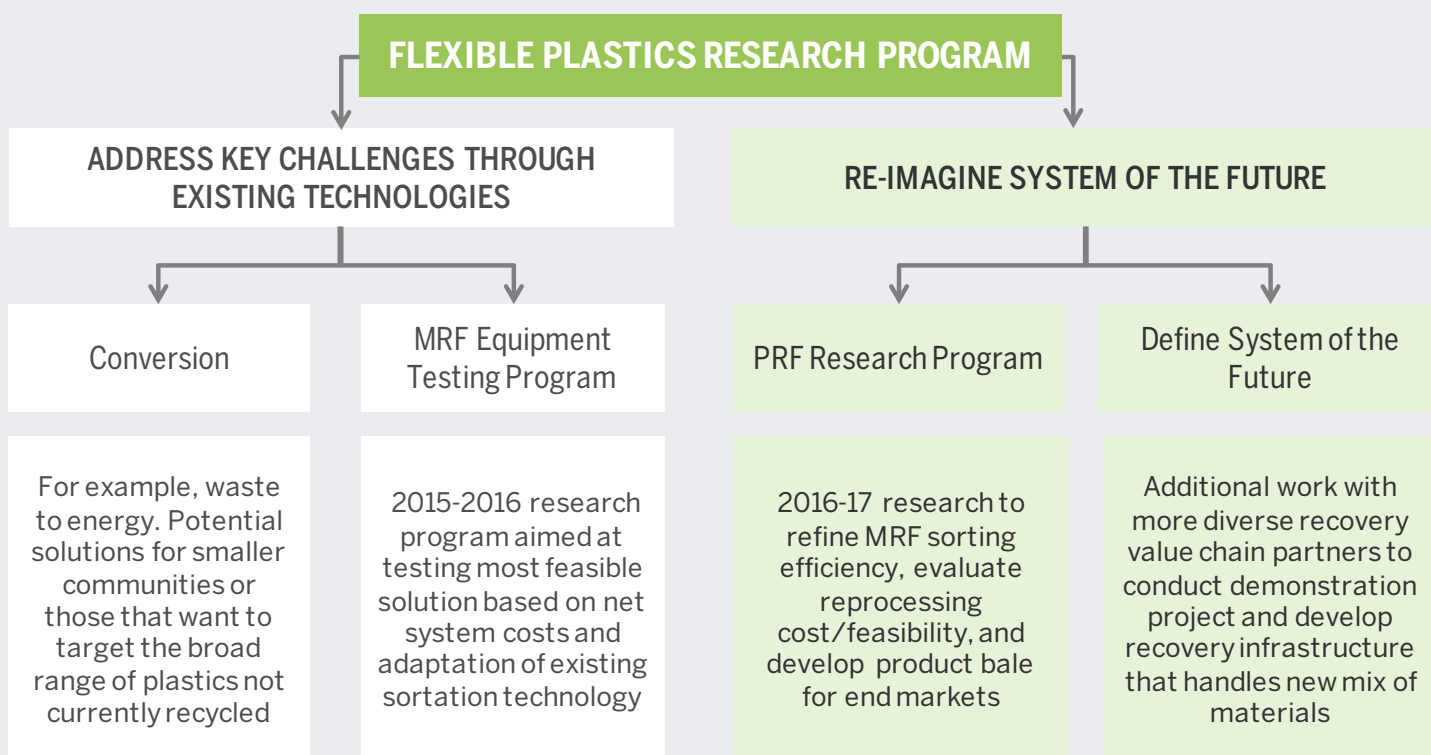 FLEXIBLE PLASTICS RESEARCH PROGRAM
ADDRESS KEY CHALLENGES THROUGH
EXISTING TECHNOLOGIES
RE-IMAGINE SYSTEM OF THE FUTURE
Conversion
MRF Equipment
Testing Program
PRF Research Program
Define System of the
Future
For example, waste
to energy. Potential
solutions for smaller
communities or
those that want to
target the broad
range of plastics not
currently recycled
2015-2016 research
program aimed at
testing most feasible
solution based on net
system costs and
adaptation of existing
sortation technology
2016-17 research to
refine MRF sorting
efficiency, evaluate
reprocessing
cost/feasibility, and
develop product bale
for end markets
Additional work with
more diverse recovery
value chain partners to
conduct demonstration
project and develop
recovery infrastructure
that handles new mix of
materials